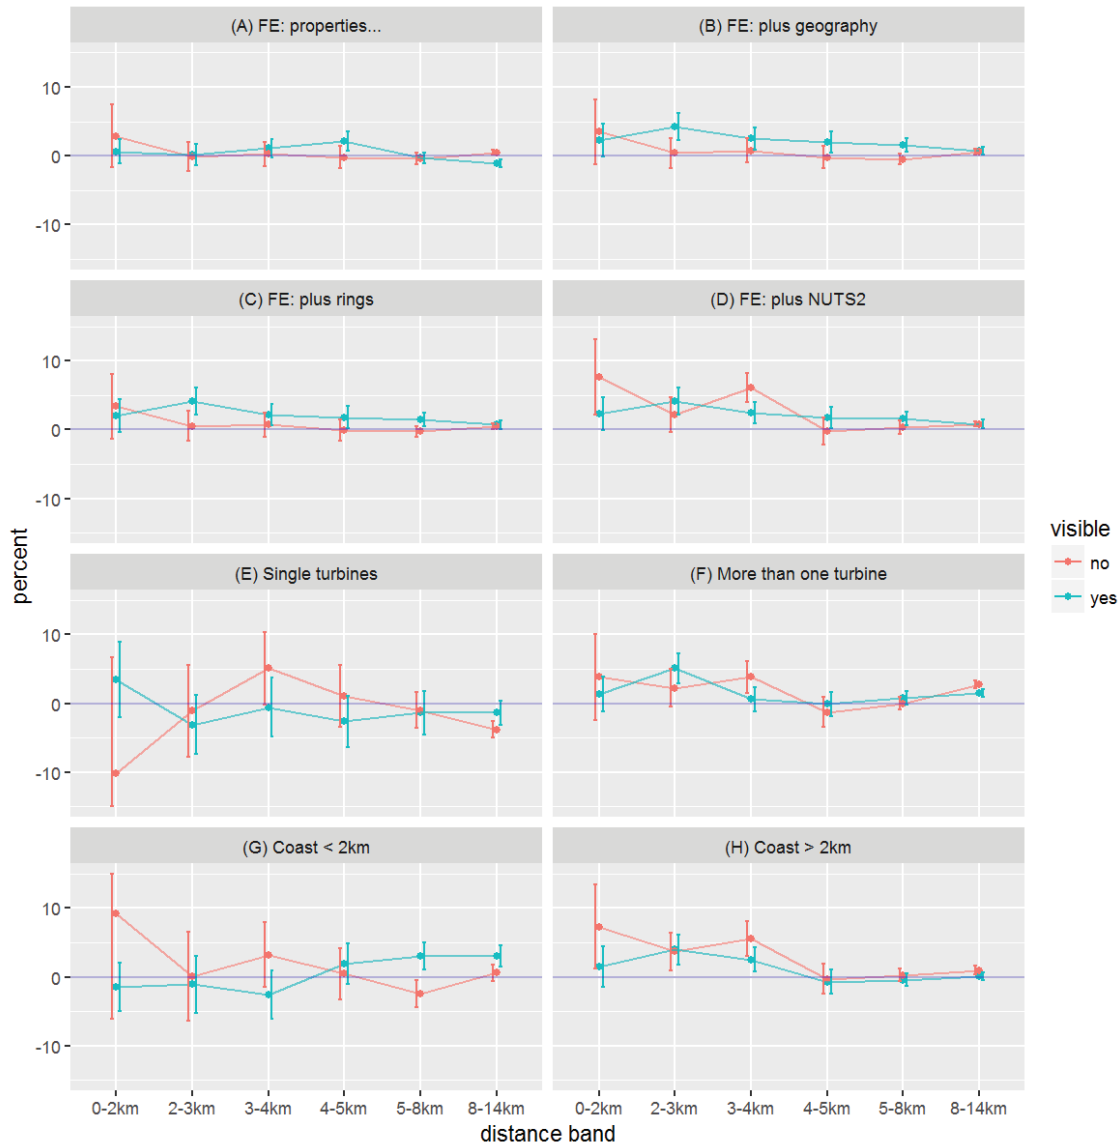 (A) FE: properties...
(B) FE: plus geography
10
0
-10
(C) FE: plus rings
(D) FE: plus NUTS2
10
0
-10
(E) Single turbines
(F) More than one turbine
10
0
-10
(G) Coast < 2km
(H) Coast > 2km
10
0
-10
0-2km 2-3km 3-4km 4-5km 5-8km 8-14km
0-2km 2-3km 3-4km 4-5km 5-8km 8-14km
distance band
percent
visible
no
yes